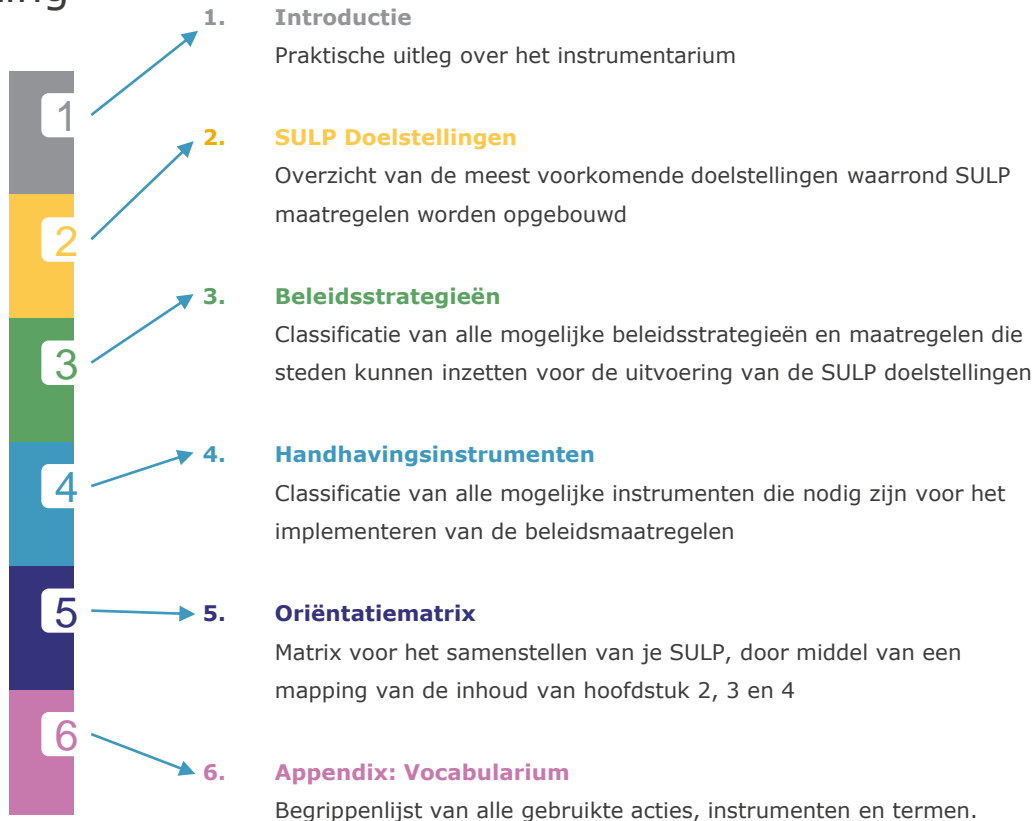 1. Introductie
Praktische uitleg over het instrumentarium
1
2. SULP Doelstellingen
Overzicht van de meest voorkomende doelstellingen waarrond SULP
maatregelen worden opgebouwd
2
3. Beleidsstrategieën
Classificatie van alle mogelijke beleidsstrategieën en maatregelen die
steden kunnen inzetten voor de uitvoering van de SULP doelstellingen
3
4. Handhavingsinstrumenten
Classificatie van alle mogelijke instrumenten die nodig zijn voor het
implementeren van de beleidsmaatregelen
4
5. Oriëntatiematrix
Matrix voor het samenstellen van je SULP, door middel van een
mapping van de inhoud van hoofdstuk 2, 3 en 4
5
6. Appendix: Vocabularium
Begrippenlijst van alle gebruikte acties, instrumenten en termen.
6